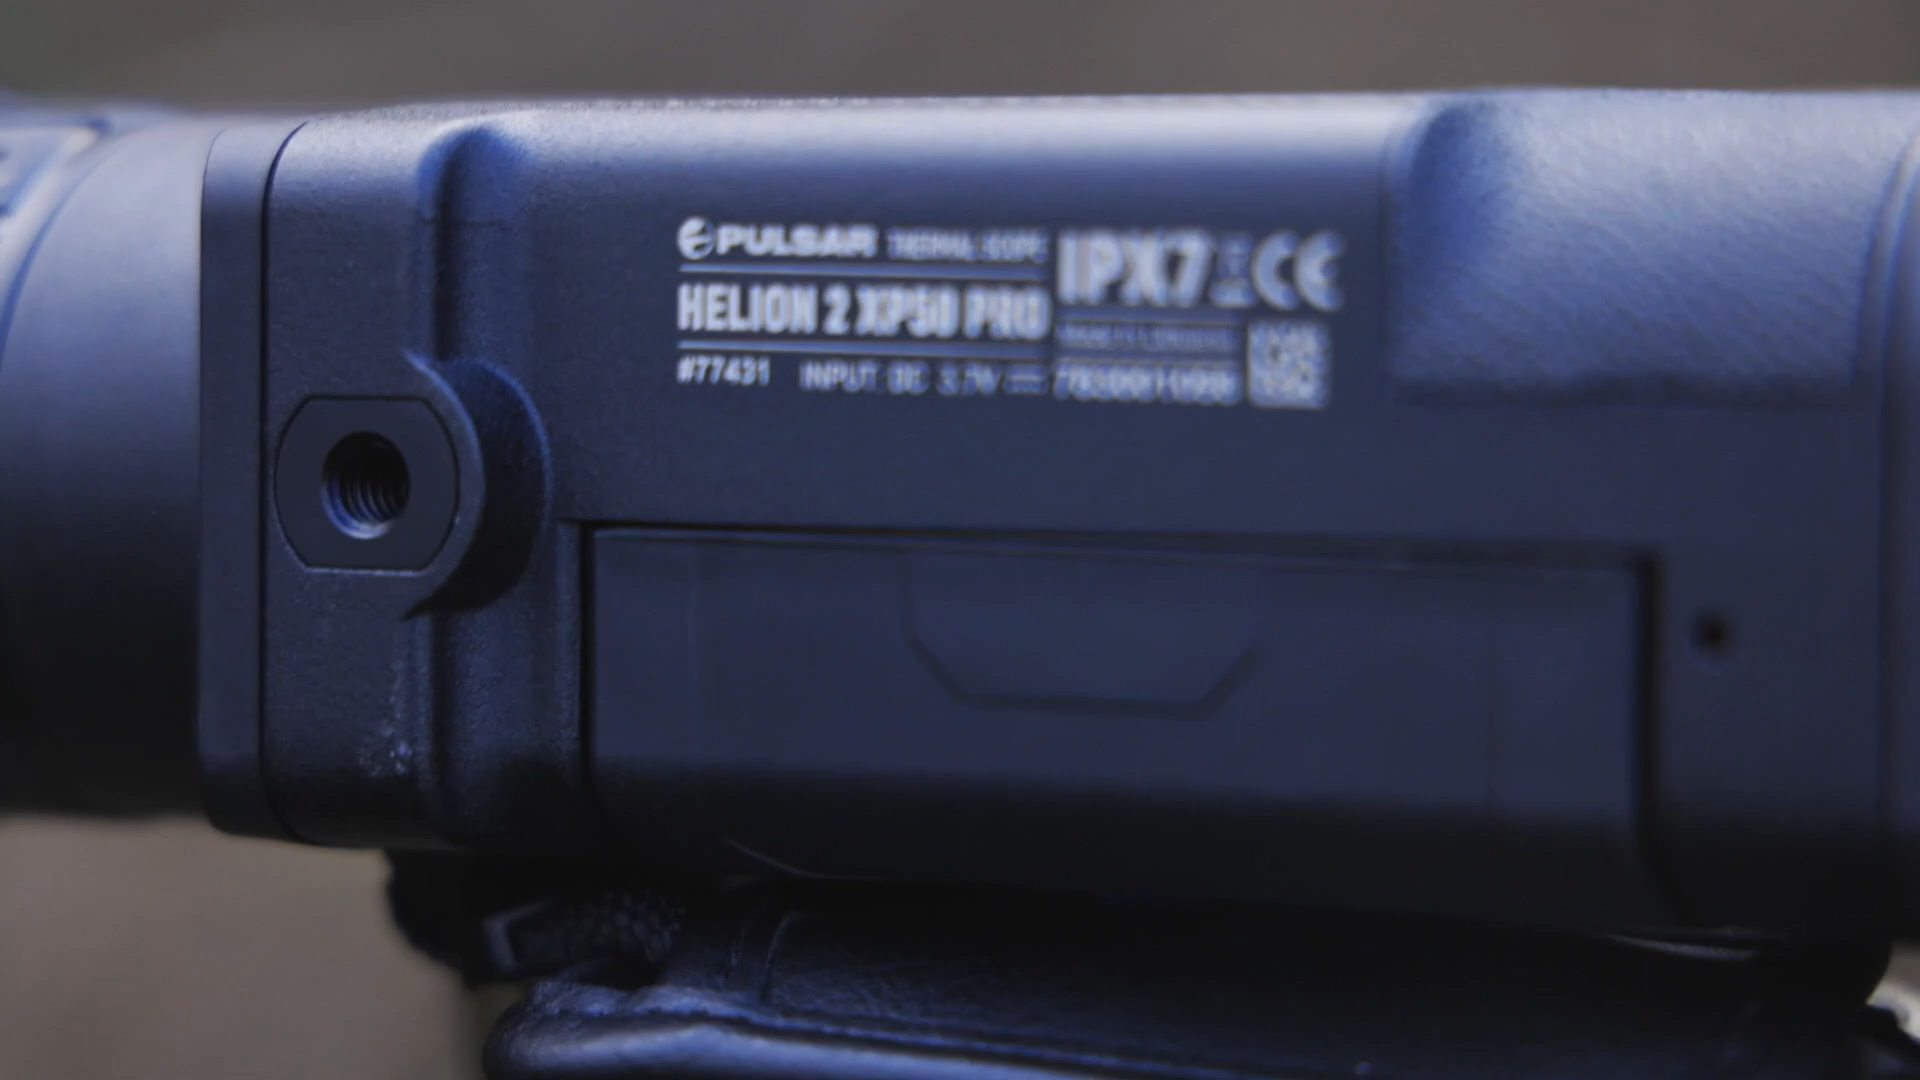 PULSAR THERMAL SCOPE
HELION 2 XP50 PRO
#77431 INPUT: DC 3.7V
IPX7 CE